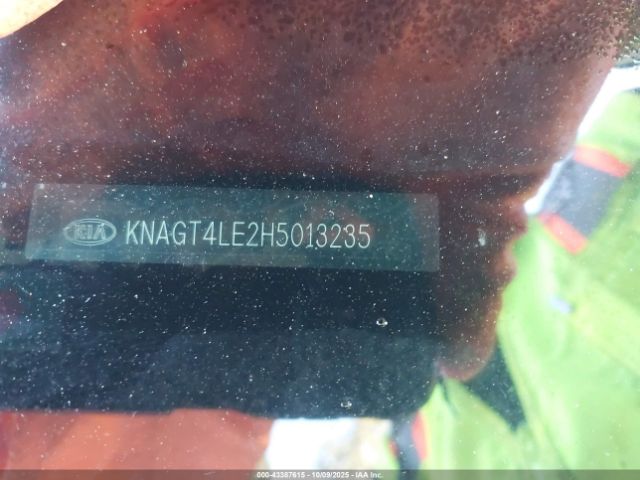 KIA KNAGT4LE2H5013235
000-43387615 - 10/09/2025 - IAA Inc.